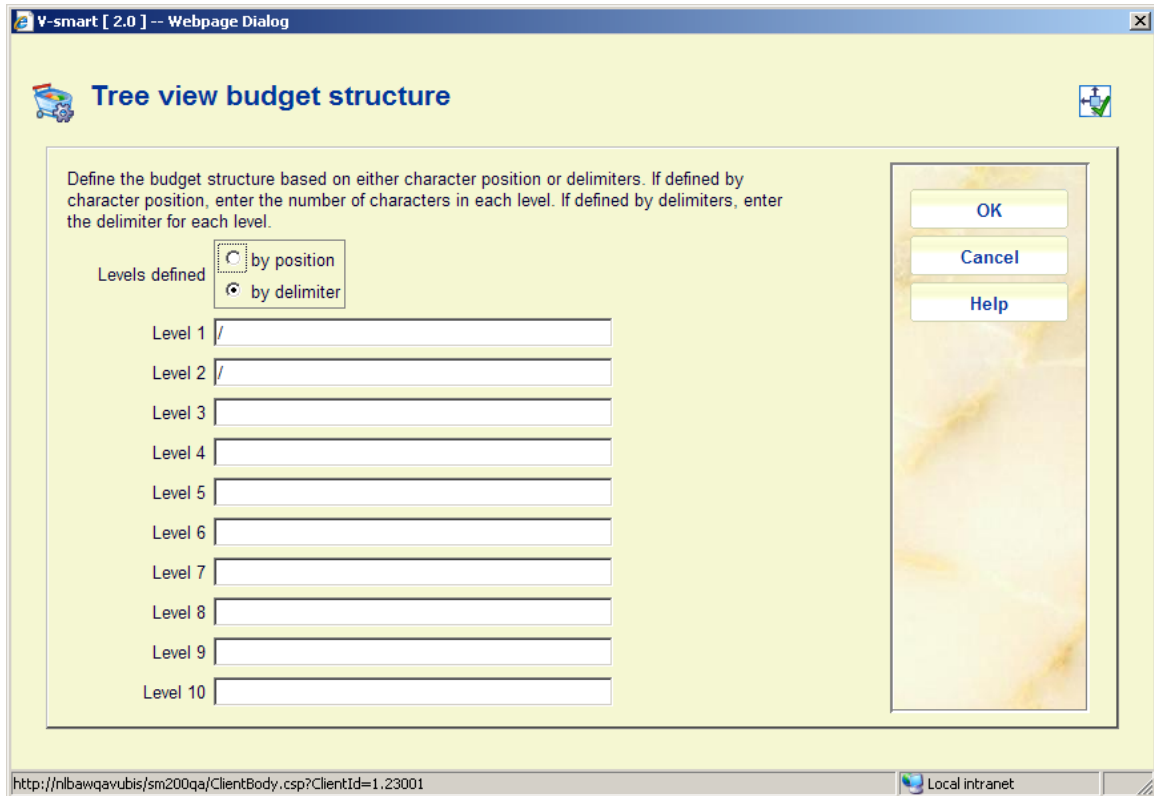 V-smart [ 2.0 ] -- Webpage Dialog
Tree view budget structure
Define the budget structure based on either character position or delimiters. If defined by
character position, enter the number of characters in each level. If defined by delimiters, enter
the delimiter for each level.
Levels defined
by position
by delimiter
Level 1 /
Level 2 /
Level 3
Level 4
Level 5
Level 6
Level 7
Level 8
Level 9
Level 10
OK
Cancel
Help
http://nlbawqavubis/sm200qa/ClientBody.csp?ClientId=1.23001
Local intranet